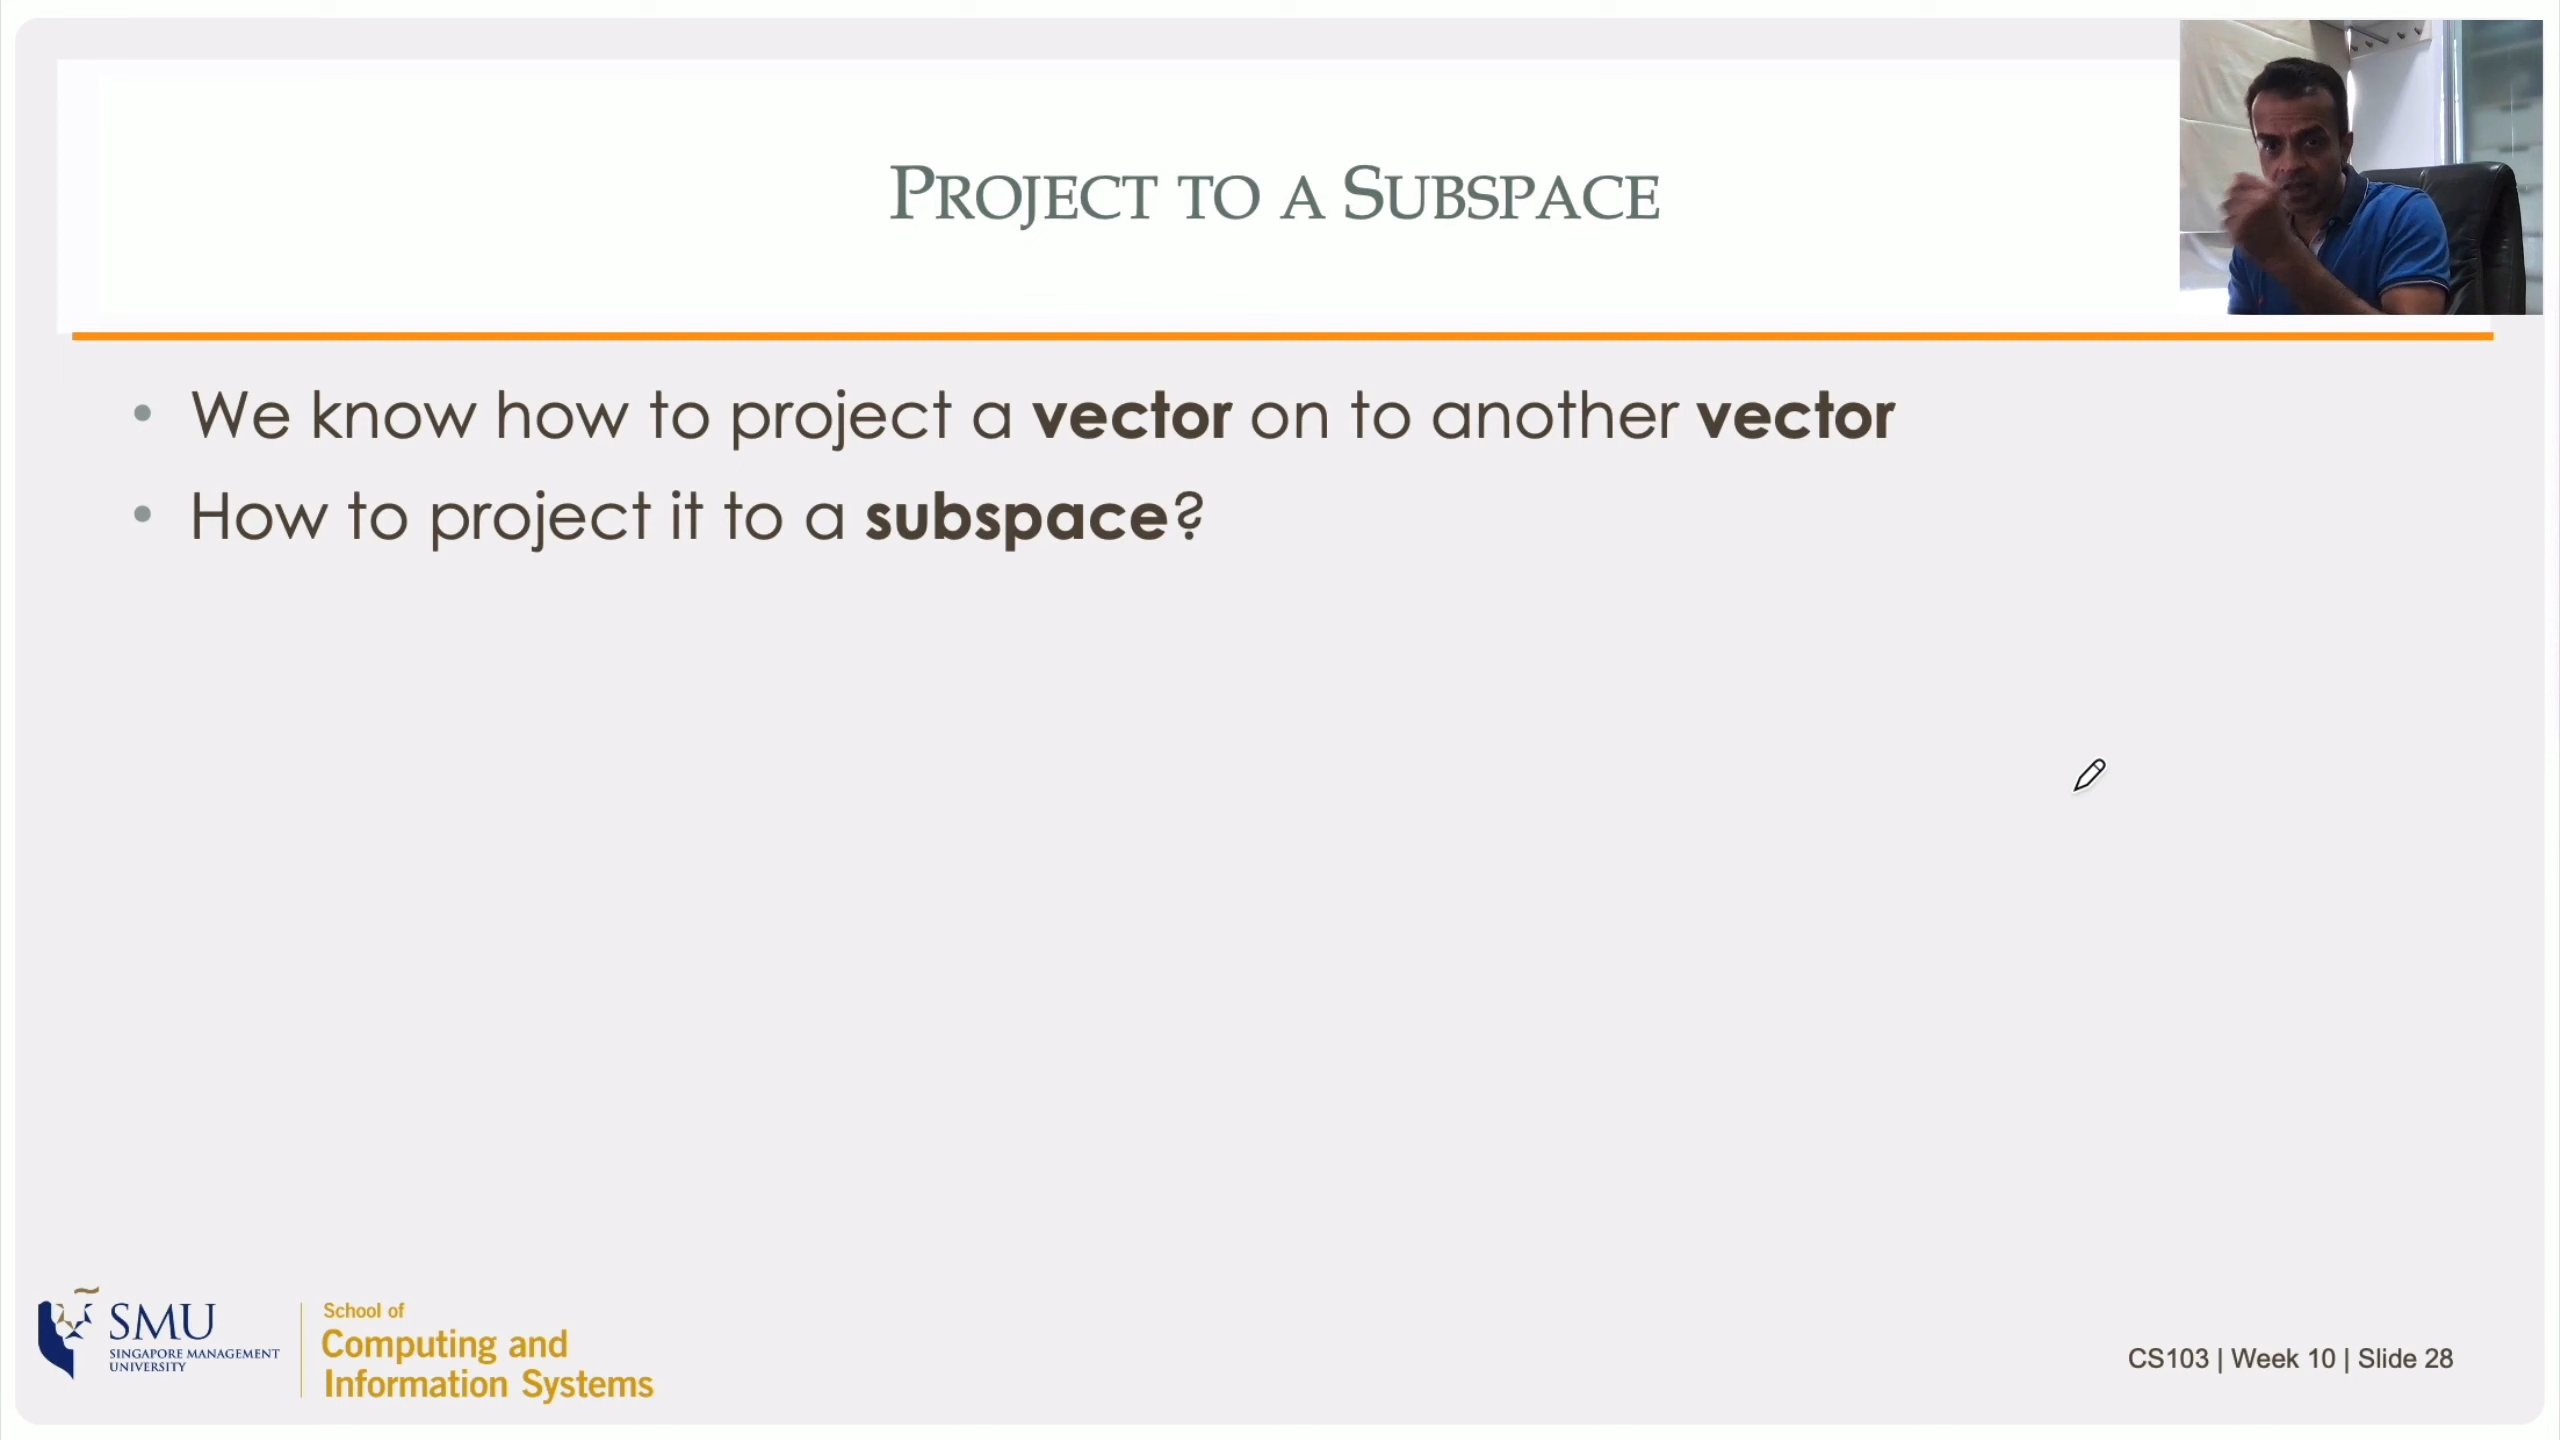 PROJECT TO A SUBSPACE
• We know how to project a vector on to another vector
• How to project it to a subspace?
SMU
SINGAPORE MANAGEMENT
UNIVERSITY
School of
Computing and
Information Systems
CS103 | Week 10 | Slide 28